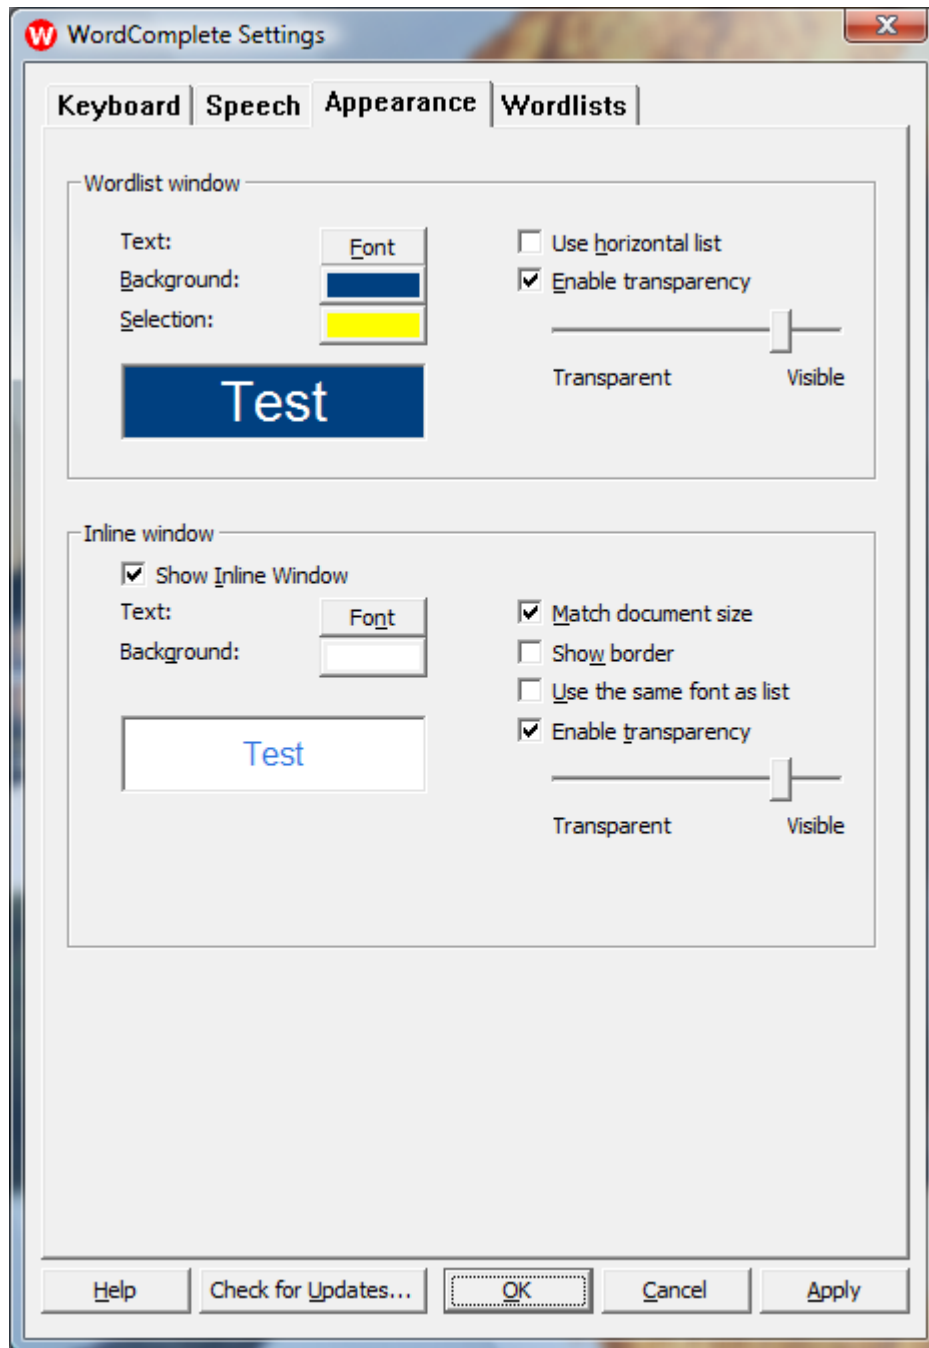 WordComplete Settings
Keyboard Speech Appearance Wordlists
Wordlist window
Text: Font
Background:
Selection:
Test
Use horizontal list
Enable transparency
Transparent Visible
Inline window
Show Inline Window
Text: Font
Background:
Test
Match document size
Show border
Use the same font as list
Enable transparency
Transparent Visible
Help Check for Updates... OK Cancel Apply